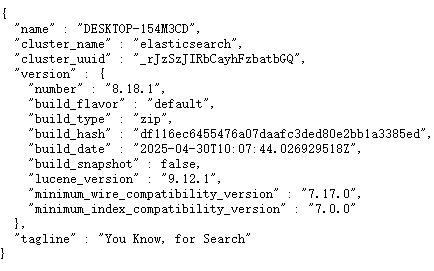 {
  "name" : "DESKTOP-154M3CD",
  "cluster_name" : "elasticsearch",
  "cluster_uuid" : "_rJzSzJIRbCayhFzbatbGQ",
  "version" : {
    "number" : "8.18.1",
    "build_flavor" : "default",
    "build_type" : "zip",
    "build_hash" : "df116ec6455476a07daafc3ded80e2bb1a3385ed",
    "build_date" : "2025-04-30T10:07:44.026929518Z",
    "build_snapshot" : false,
    "lucene_version" : "9.12.1",
    "minimum_wire_compatibility_version" : "7.17.0",
    "minimum_index_compatibility_version" : "7.0.0"
  },
  "tagline" : "You Know, for Search"
}